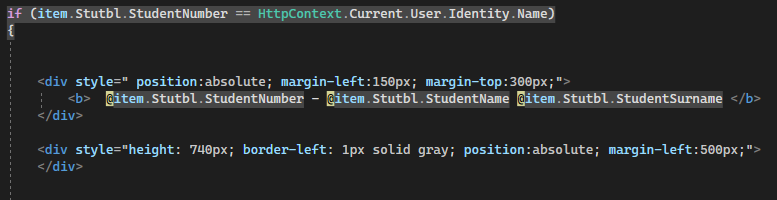 if (item.Stutbl.StudentNumber == HttpContext.Current.User.Identity.Name)
{
<div style=" position:absolute; margin-left:150px; margin-top:300px;">
<b> @item.Stutbl.StudentNumber - @item.Stutbl.StudentName @item.Stutbl.StudentSurname </b>
</div>
<div style="height: 740px; border-left: 1px solid gray; position:absolute; margin-left:500px;">
</div>